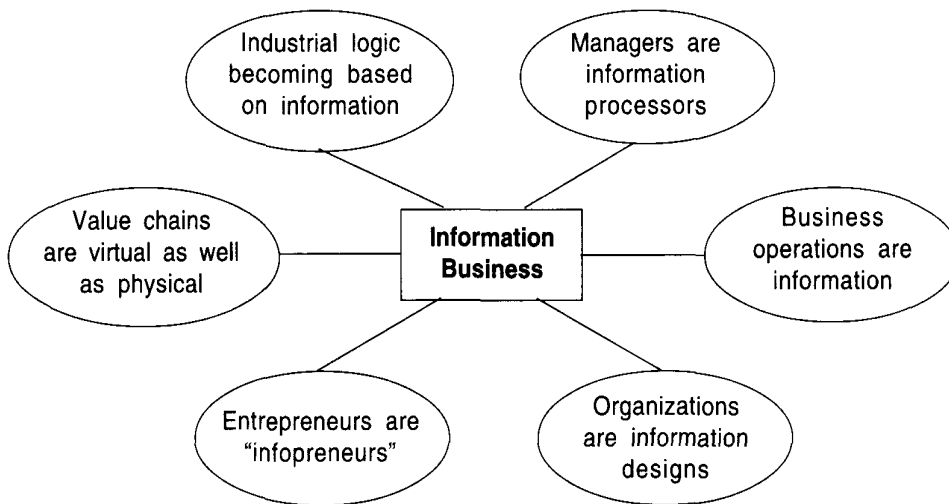 Industrial logic
becoming based
on information
Managers are
information
processors
Value chains
are virtual as well
as physical
Information
Business
Business
operations are
information
Entrepreneurs are
“infopreneurs”
Organizations
are information
designs